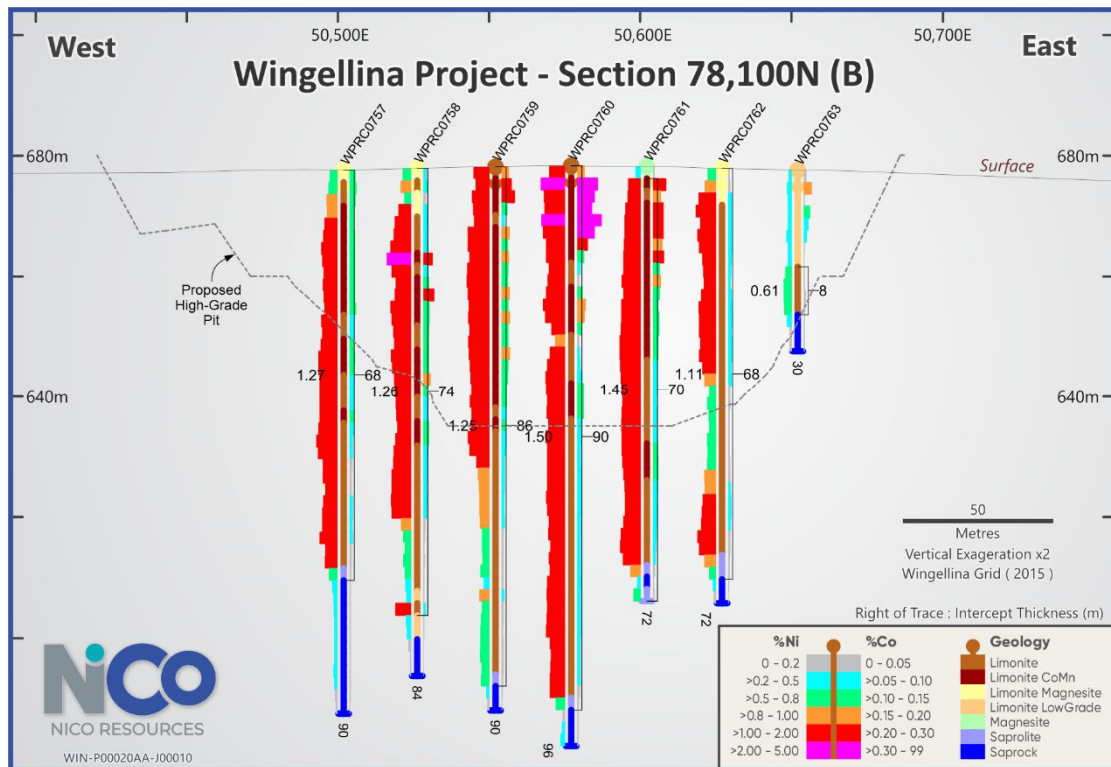 West
50,500E
50,600E
50,700E
East
Wingellina Project - Section 78,100N (B)
WPRC0757
WPRC0758
WPRC0759
WPRC0760
WPRC0761
WPRC0762
WPRC0763
680m
Surface
680m
Proposed
High-Grade
Pit
0.61
8
30
1.27
68
1.26
74
1.25
86
1.50
90
1.45
70
1.11
68
640m
640m
50
Metres
Vertical Exageration x2
Wingellina Grid ( 2015 )
72
72
84
90
90
96
Right of Trace : Intercept Thickness (m)
%Ni %Co Geology
0 - 0.2 0 - 0.05 Limonite
>0.2 - 0.5 >0.05 - 0.10 Limonite CoMn
>0.5 - 0.8 >0.10 - 0.15 Limonite Magnesite
>0.8 - 1.00 >0.15 - 0.20 Limonite LowGrade
>1.00 - 2.00 >0.20 - 0.30 Magnesite
>2.00 - 5.00 >0.30 - 99 Saprolite
Saprock
NiCo
NICO RESOURCES
WIN-P00020AA-J00010